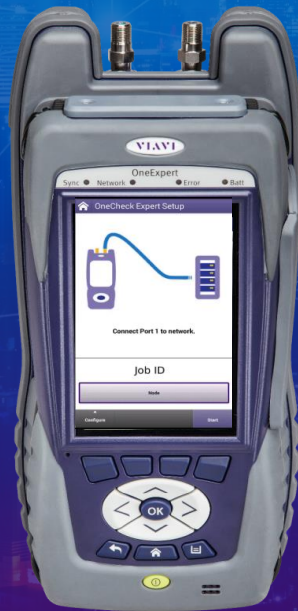 VIAVI
OneExpert
Sync Network Error Batt
OneCheck Expert Setup
Connect Port 1 to network.
Job ID
Node
Configure Start
OK